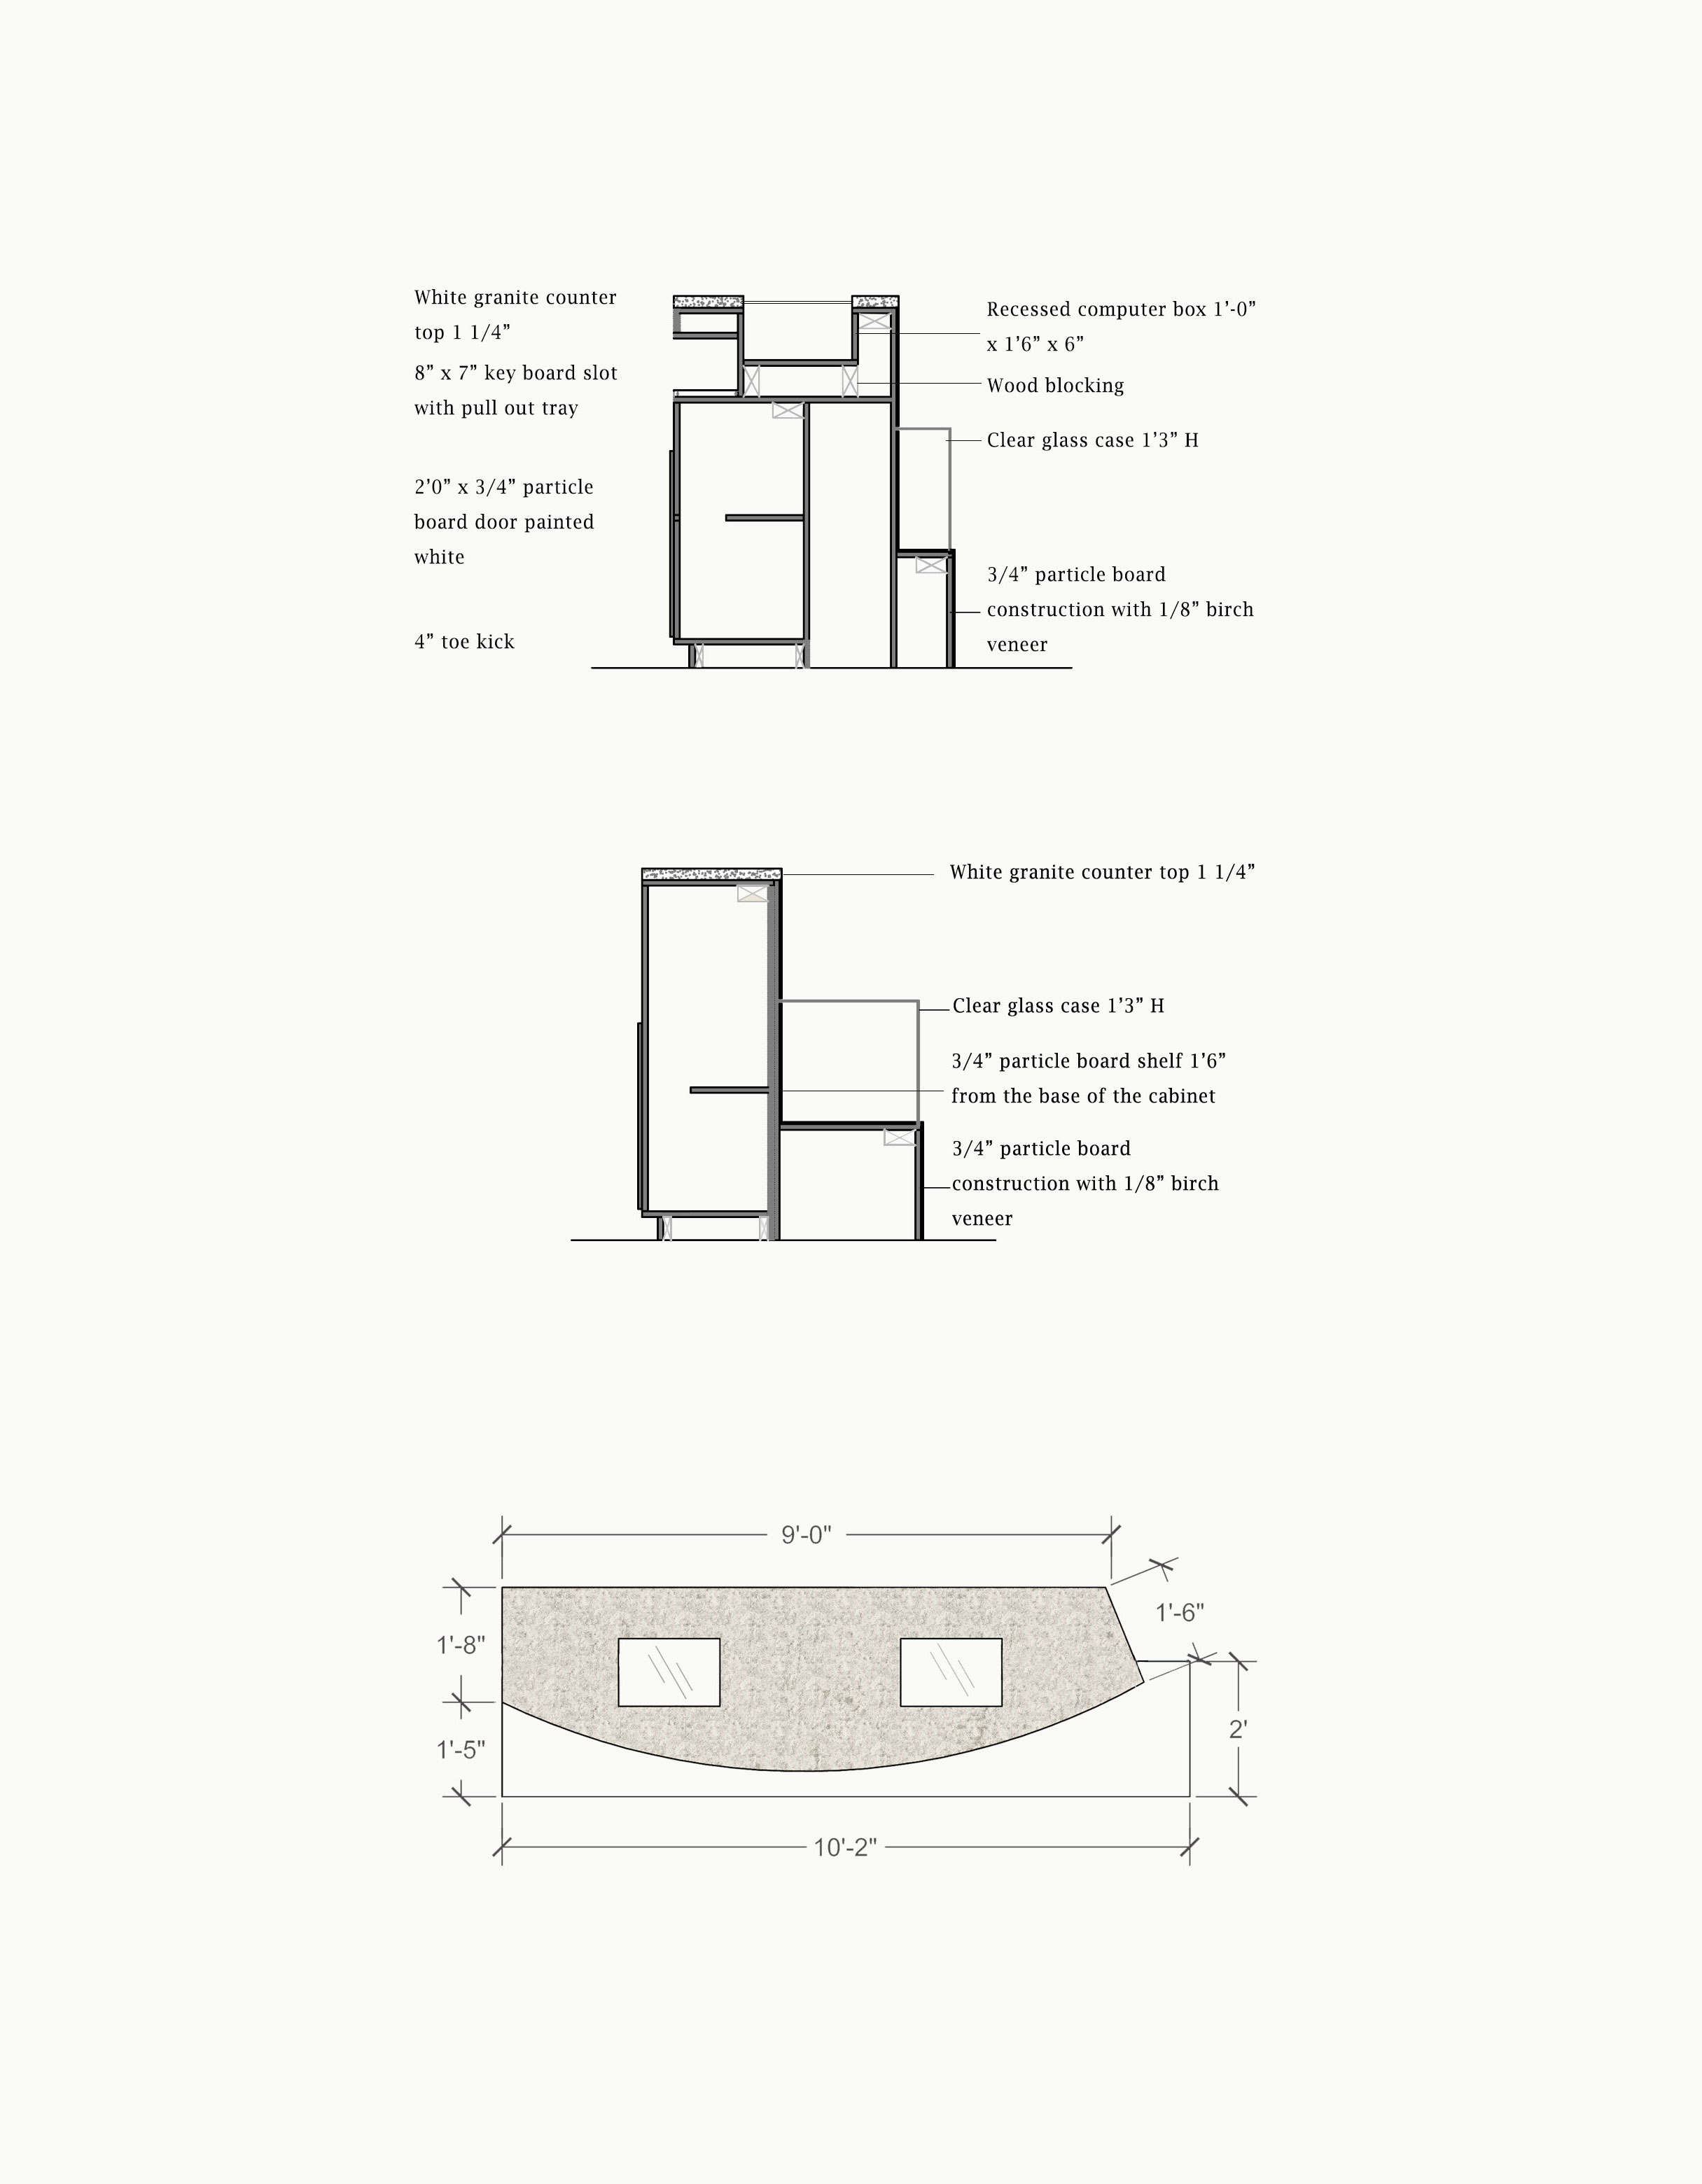 White granite counter
top 1 1/4”
8” x 7” key board slot
with pull out tray
2’0” x 3/4” particle
board door painted
white
4” toe kick
Recessed computer box 1’-0”
x 1’6” x 6”
Wood blocking
Clear glass case 1’3” H
3/4” particle board
construction with 1/8” birch
veneer
White granite counter top 1 1/4”
Clear glass case 1’3” H
3/4” particle board shelf 1’6”
from the base of the cabinet
3/4” particle board
construction with 1/8” birch
veneer
9'-0"
1'-6"
1'-8"
2'
1'-5"
10'-2"